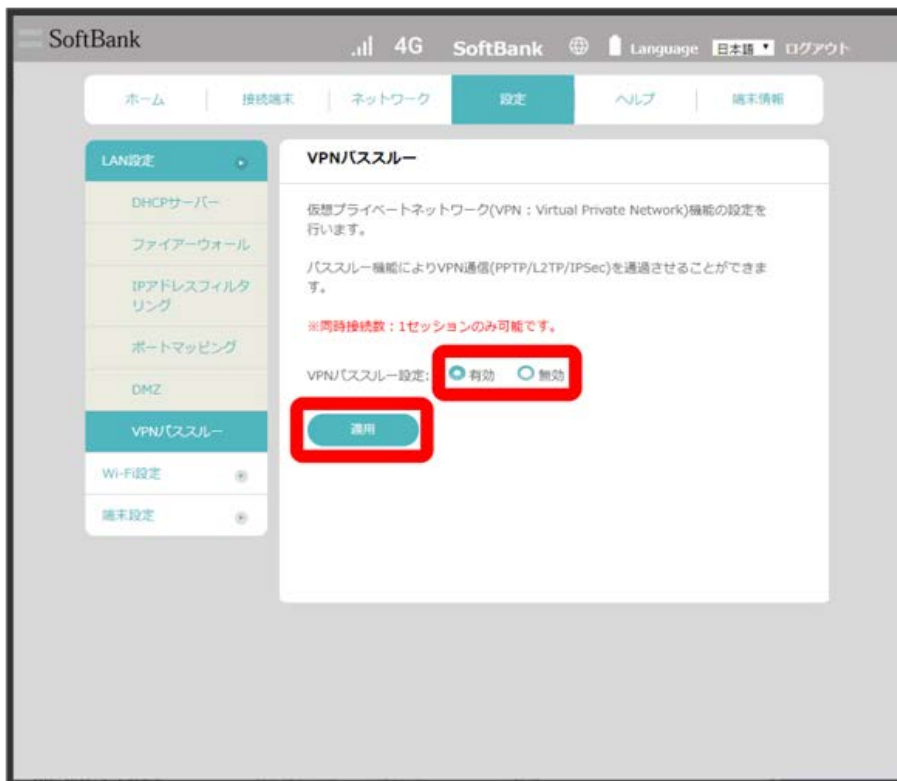 SoftBank
4G SoftBank Language 日本語 ログアウト
ホーム 接続端末 ネットワーク 設定 ヘルプ 端末情報
LAN設定
DHCPサーバー
ファイアーウォール
IPアドレスフィルタ
リング
ポートマッピング
DMZ
VPNパススルー
Wi-Fi設定
端末設定
VPNパススルー
仮想プライベートネットワーク(VPN : Virtual Private Network)機能の設定を
行います。
パススルー機能によりVPN通信(PPTP/L2TP/IPSec)を通過させることができま
す。
※同時接続数：1セッションのみ可能です。
VPNパススルー設定: 有効 無効
適用